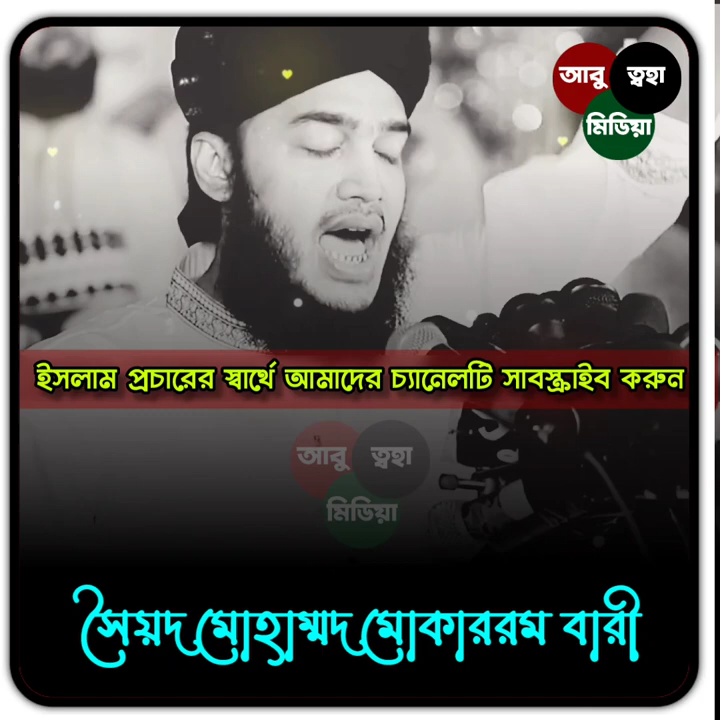 আবু ত্বহা
মিডিয়া
ইসলাম প্রচারের স্বার্থে আমাদের চ্যানেলটি সাবস্ক্রাইব করুন
আবু ত্বহা
মিডিয়া
সৈয়দ মোহাম্মদ মোকাররম বারী